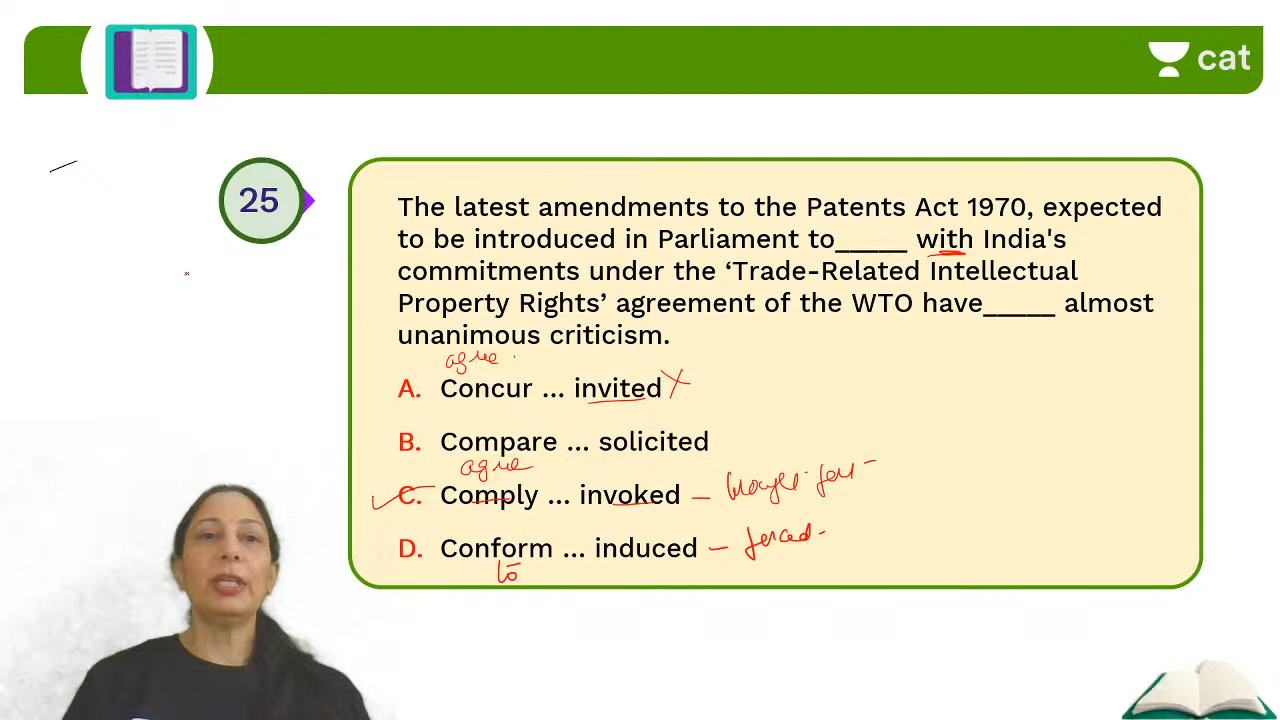 cat
25
The latest amendments to the Patents Act 1970, expected
to be introduced in Parliament to_____ with India's
commitments under the ‘Trade-Related Intellectual
Property Rights’ agreement of the WTO have_____ almost
unanimous criticism.
agree
A. Concur ... invited
B. Compare ... solicited
agree
C. Comply ... invoked –
D. Conform ... induced – forced
to